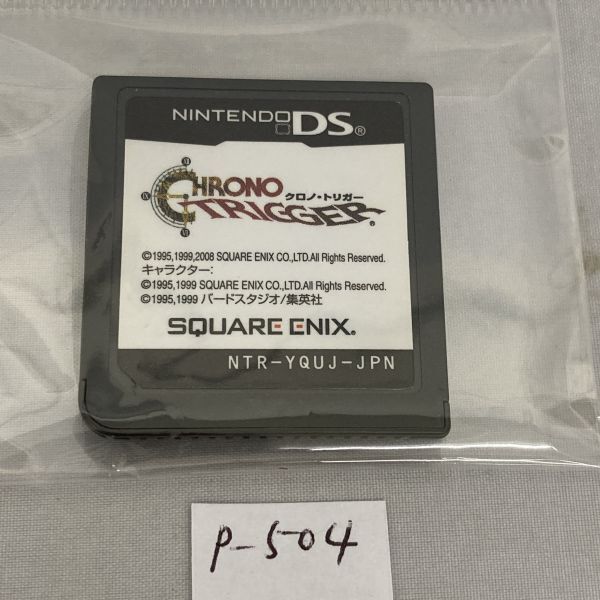 NINTENDO DS®
CHRONO クロノ・トリガー
TRIGGER®
©1995,1999,2008 SQUARE ENIX CO.,LTD.All Rights Reserved.
キャラクター:
©1995,1999 SQUARE ENIX CO.,LTD.All Rights Reserved.
©1995,1999 バードスタジオ/集英社
SQUARE ENIX®
NTR-YQUJ-JPN
P-504